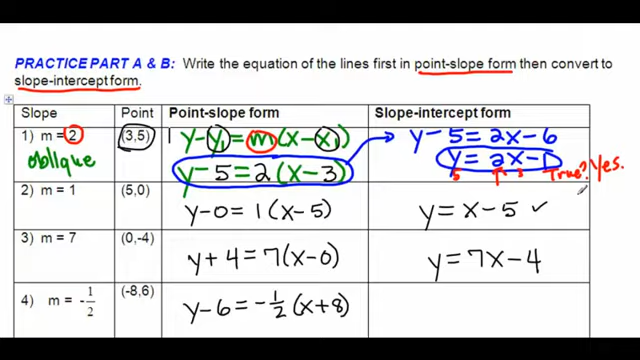 PRACTICE PART A & B: Write the equation of the lines first in point-slope form then convert to
slope-intercept form.
Slope Point Point-slope form Slope-intercept form
1) m = 2 (3,5) y - y₁ = m(x - x₁) y - 5 = 2x - 6
oblique y - 5 = 2(x - 3) y = 2x - 1
True? Yes.
2) m = 1 (5,0) y - 0 = 1(x - 5) y = x - 5 ✓
3) m = 7 (0,-4) y + 4 = 7(x - 0) y = 7x - 4
4) m = -1/2 (-8,6) y - 6 = -1/2(x + 8)